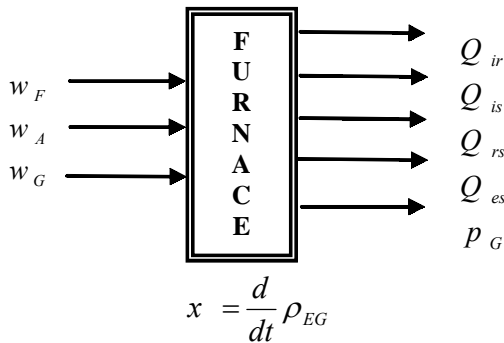 w_F
w_A
w_G
F
U
R
N
A
C
E
Q_ir
Q_is
Q_rs
Q_es
p_G
x = d/dt ρ_EG